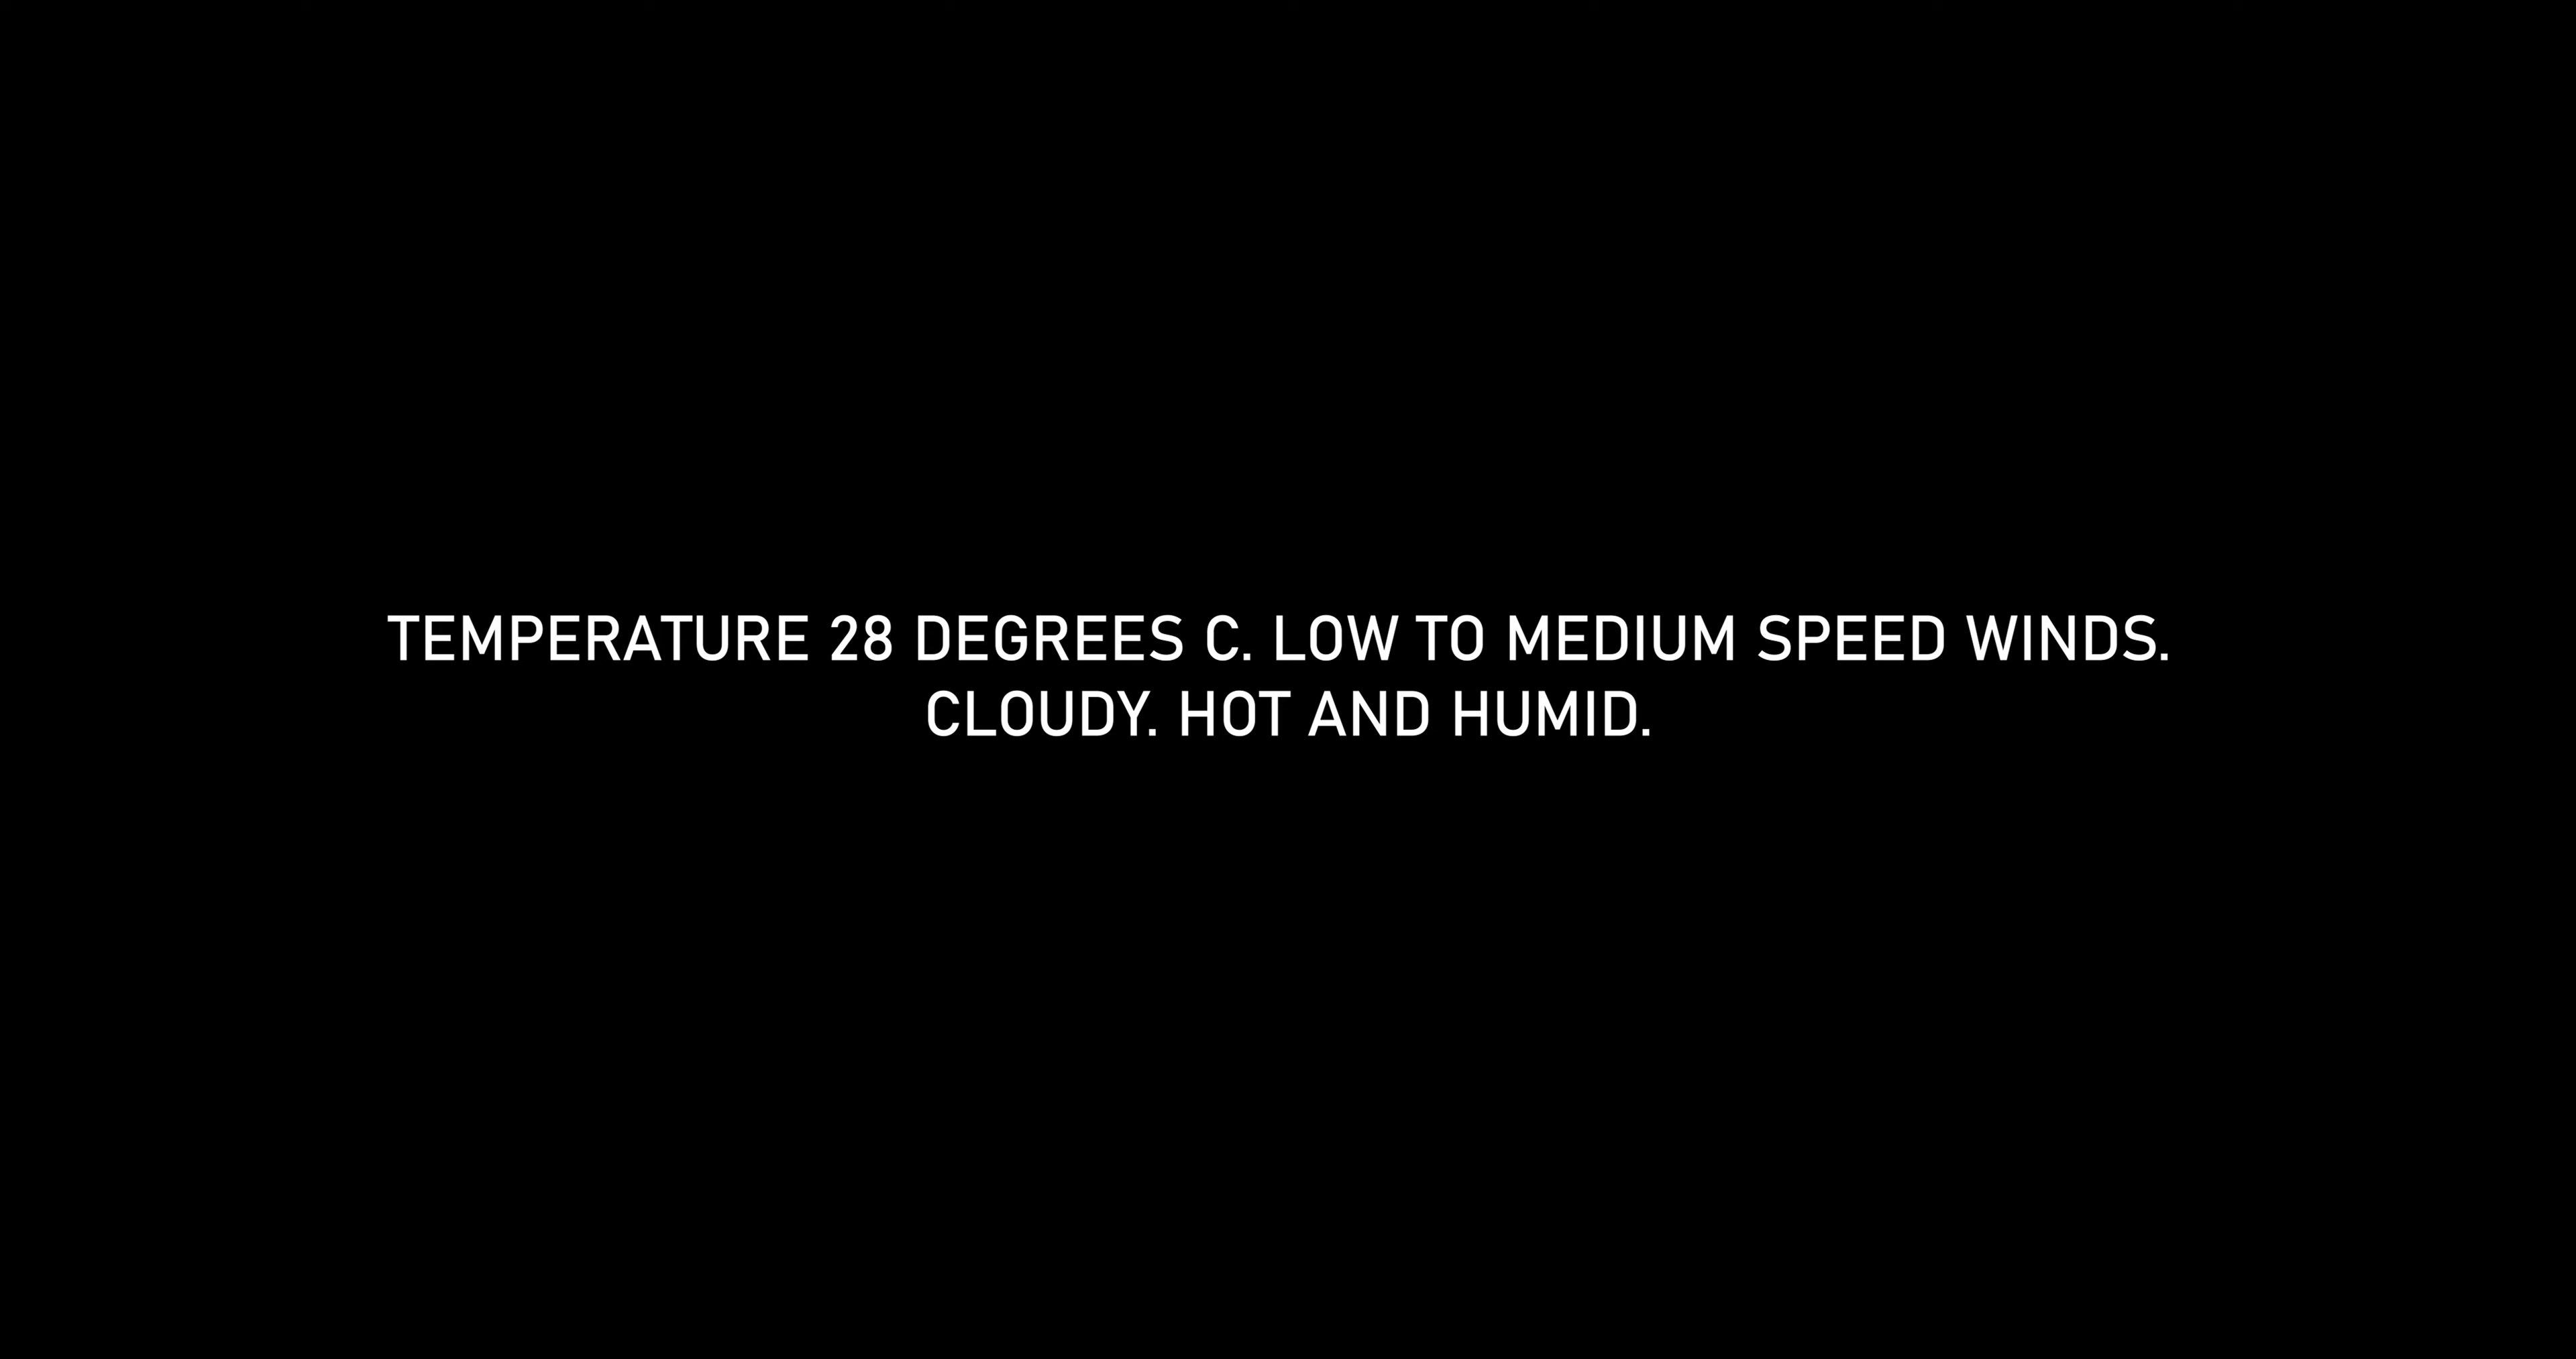 TEMPERATURE 28 DEGREES C. LOW TO MEDIUM SPEED WINDS.
CLOUDY. HOT AND HUMID.